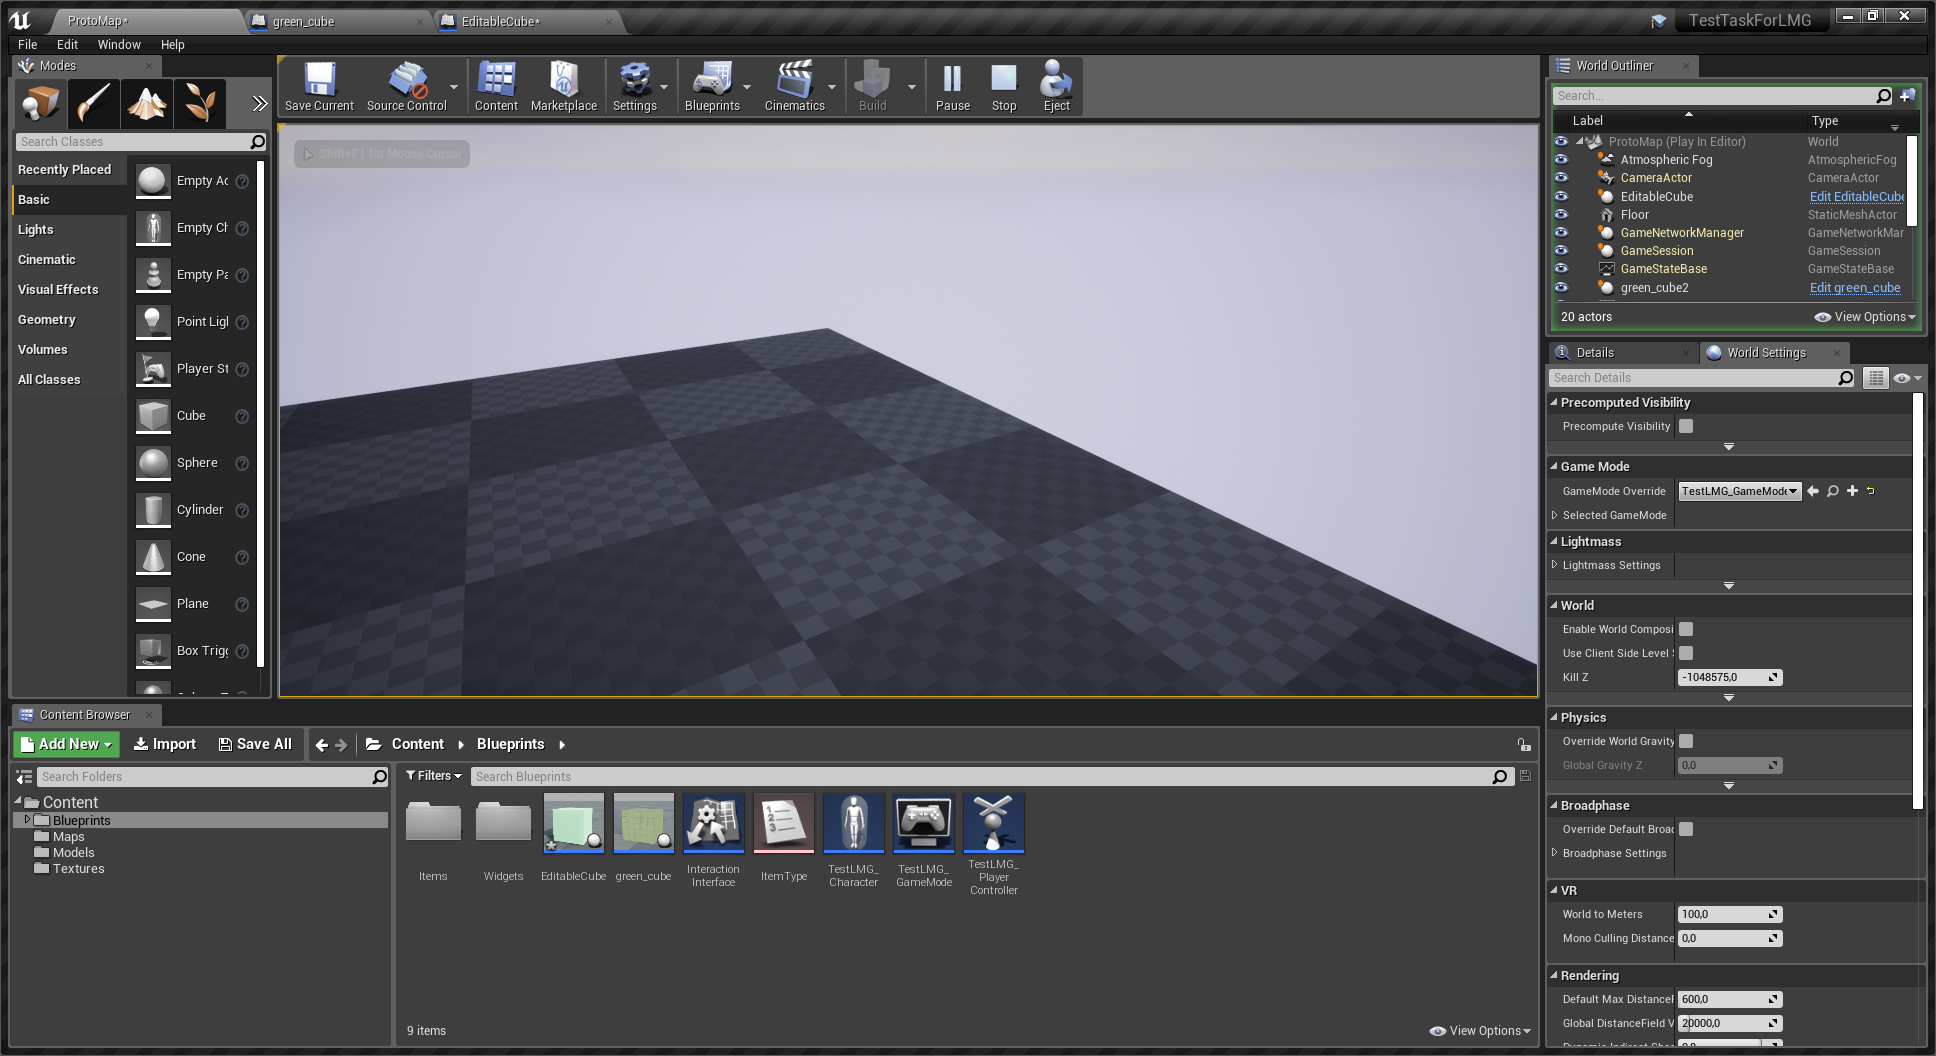 ProtoMap*
green_cube
EditableCube*
TestTaskForLMG
File Edit Window Help
Modes
Search Classes
Recently Placed
Basic
Lights
Cinematic
Visual Effects
Geometry
Volumes
All Classes
Empty Ac
Empty Ch
Empty Pa
Point Ligh
Player St
Cube
Sphere
Cylinder
Cone
Plane
Box Trigg
Save Current
Source Control
Content
Marketplace
Settings
Blueprints
Cinematics
Build
Pause
Stop
Eject
Shift+F1 for Mouse Cursor
World Outliner
Search...
Label Type
ProtoMap (Play In Editor) World
Atmospheric Fog AtmosphericFog
CameraActor CameraActor
EditableCube Edit EditableCube
Floor StaticMeshActor
GameNetworkManager GameNetworkMar
GameSession GameSession
GameStateBase GameStateBase
green_cube2 Edit green_cube
20 actors View Options
Details
World Settings
Search Details
Precomputed Visibility
Precompute Visibility
Game Mode
GameMode Override TestLMG_GameMode
Selected GameMode
Lightmass
Lightmass Settings
World
Enable World Composi
Use Client Side Level
Kill Z -1048575,0
Physics
Override World Gravity
Global Gravity Z 0,0
Broadphase
Override Default Broad
Broadphase Settings
VR
World to Meters 100,0
Mono Culling Distance 0,0
Rendering
Default Max DistanceF 600,0
Global DistanceField V 20000,0
Content Browser
Add New Import Save All Content Blueprints
Search Folders
Content
Blueprints
Maps
Models
Textures
Filters Search Blueprints
Items
Widgets
EditableCube
green_cube
Interaction
Interface
ItemType
TestLMG_
Character
TestLMG_
GameMode
TestLMG_
Player
Controller
9 items View Options